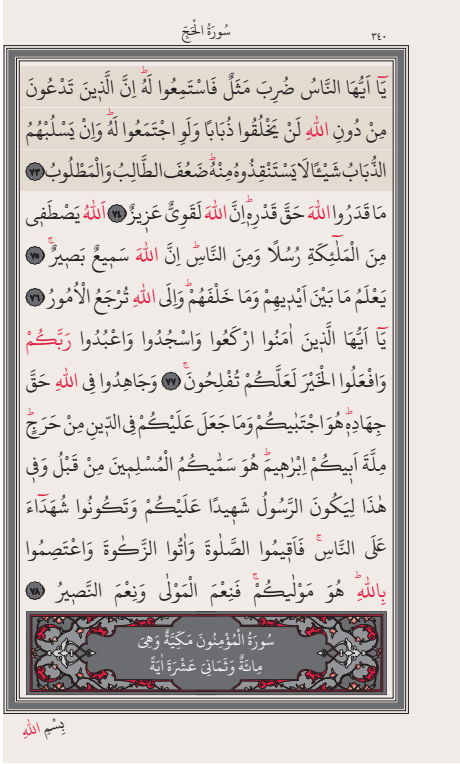 سُورَةُ الْحَجِّ
٣٤٠
يَٓا اَيُّهَا النَّاسُ ضُرِبَ مَثَلٌ فَاسْتَمِعُوا لَهُۜ اِنَّ الَّذ۪ينَ تَدْعُونَ
مِنْ دُونِ اللّٰهِ لَنْ يَخْلُقُوا ذُبَابًا وَلَوِ اجْتَمَعُوا لَهُۜ وَاِنْ يَسْلُبْهُمُ
الذُّبَابُ شَيْـًٔا لَا يَسْتَنْقِذُوهُ مِنْهُۜ ضَعُفَ الطَّالِبُ وَالْمَطْلُوبُ ٧٣
مَا قَدَرُوا اللّٰهَ حَقَّ قَدْرِه۪ۜ اِنَّ اللّٰهَ لَقَوِيٌّ عَز۪يزٌ ٧٤ اَللّٰهُ يَصْطَف۪ي
مِنَ الْمَلٰٓئِكَةِ رُسُلًا وَمِنَ النَّاسِۜ اِنَّ اللّٰهَ سَم۪يعٌ بَص۪يرٌۚ ٧٥
يَعْلَمُ مَا بَيْنَ اَيْد۪يهِمْ وَمَا خَلْفَهُمْۜ وَاِلَى اللّٰهِ تُرْجَعُ الْاُمُورُ ٧٦
يَٓا اَيُّهَا الَّذ۪ينَ اٰمَنُوا ارْكَعُوا وَاسْجُدُوا وَاعْبُدُوا رَبَّكُمْ
وَافْعَلُوا الْخَيْرَ لَعَلَّكُمْ تُفْلِحُونَۚ ٧٧ وَجَاهِدُوا فِي اللّٰهِ حَقَّ
جِهَادِه۪ۜ هُوَ اجْتَبٰيكُمْ وَمَا جَعَلَ عَلَيْكُمْ فِي الدّ۪ينِ مِنْ حَرَجٍۜ
مِلَّةَ اَب۪يكُمْ اِبْرٰه۪يمَۜ هُوَ سَمّٰيكُمُ الْمُسْلِم۪ينَ مِنْ قَبْلُ وَف۪ي
هٰذَا لِيَكُونَ الرَّسُولُ شَه۪يدًا عَلَيْكُمْ وَتَكُونُوا شُهَدَٓاءَ
عَلَى النَّاسِۚ فَاَق۪يمُوا الصَّلٰوةَ وَاٰتُوا الزَّكٰوةَ وَاعْتَصِمُوا
بِاللّٰهِۜ هُوَ مَوْلٰيكُمْۚ فَنِعْمَ الْمَوْلٰى وَنِعْمَ النَّص۪يرُ ٧٨
سُورَةُ الْمُؤْمِنُونَ مَكِّيَّةٌ وَهِيَ
مِائَةٌ وَثَمَانِيَ عَشْرَةَ اٰيَةً
بِسْمِ اللّٰهِ